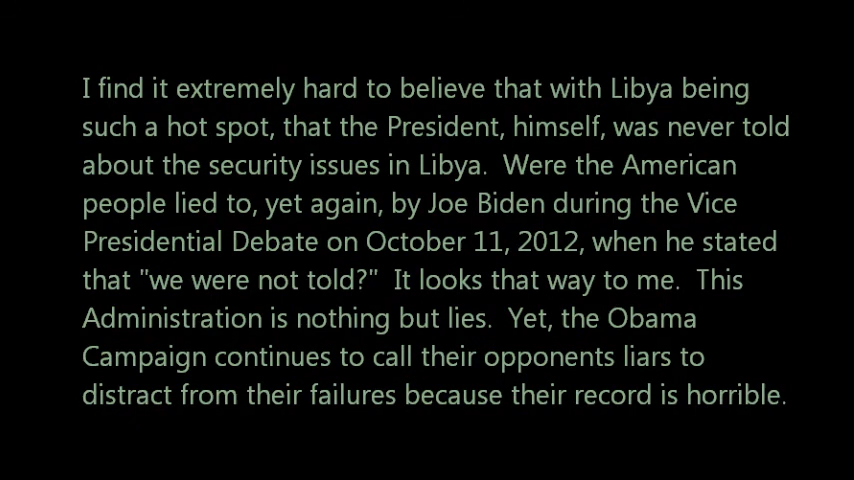 I find it extremely hard to believe that with Libya being
such a hot spot, that the President, himself, was never told
about the security issues in Libya.  Were the American
people lied to, yet again, by Joe Biden during the Vice
Presidential Debate on October 11, 2012, when he stated
that "we were not told?"  It looks that way to me.  This
Administration is nothing but lies.  Yet, the Obama
Campaign continues to call their opponents liars to
distract from their failures because their record is horrible.